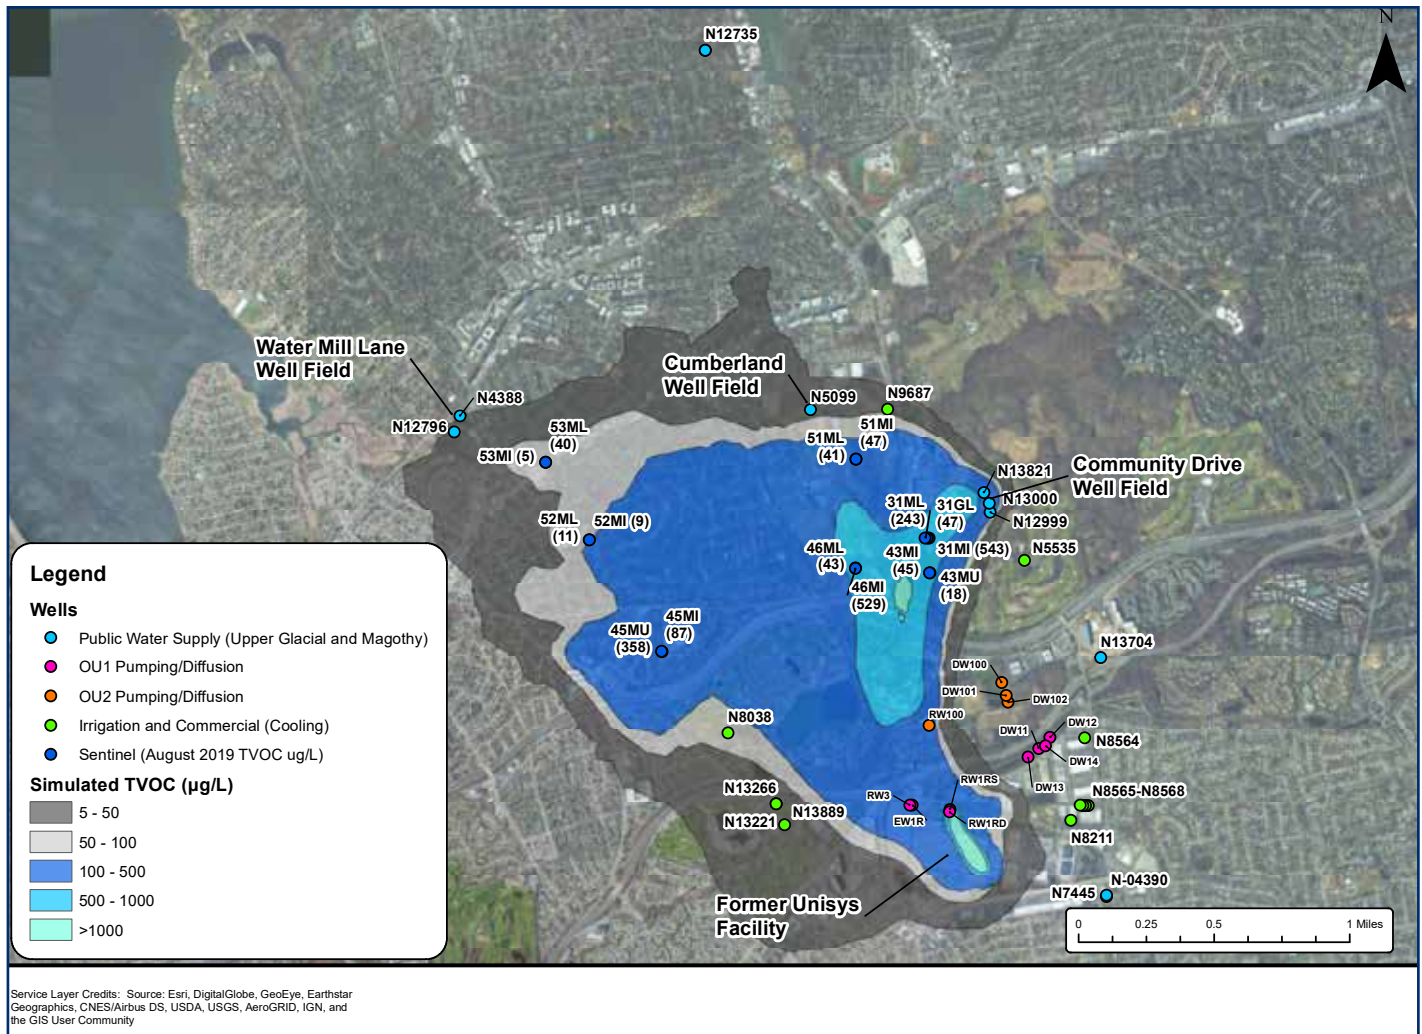 N
N12735
Water Mill Lane
Well Field
N4388
N12796
Cumberland
Well Field
N5099
N9687
53ML
(40)
53MI (5)
51MI
(47)
51ML
(41)
N13821
Community Drive
Well Field
N13000
N12999
31ML
(243)
31GL
(47)
52ML
(11)
52MI (9)
31MI (543)
N5535
46ML
(43)
43MI
(45)
46MI
(529)
43MU
(18)
45MI
(87)
45MU
(358)
N13704
DW100
DW101
DW102
RW100
N8038
DW11
DW12
DW14
N8564
DW13
RW1RS
N13266
RW3
EW1R
RW1RD
N13221
N13889
N8565-N8568
N8211
N-04390
N7445
Former Unisys
Facility
0
0.25
0.5
1 Miles
Legend
Wells
Public Water Supply (Upper Glacial and Magothy)
OU1 Pumping/Diffusion
OU2 Pumping/Diffusion
Irrigation and Commercial (Cooling)
Sentinel (August 2019 TVOC ug/L)
Simulated TVOC (µg/L)
5 - 50
50 - 100
100 - 500
500 - 1000
>1000
Service Layer Credits: Source: Esri, DigitalGlobe, GeoEye, Earthstar
Geographics, CNES/Airbus DS, USDA, USGS, AeroGRID, IGN, and
the GIS User Community